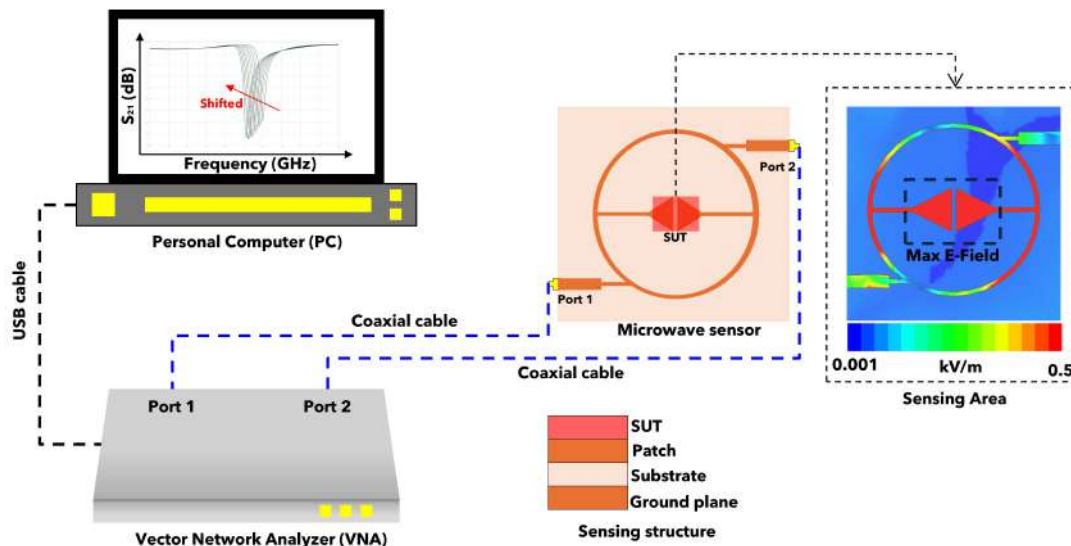 S21 (dB)
Shifted
Frequency (GHz)
Personal Computer (PC)
USB cable
Port 1
Port 2
Vector Network Analyzer (VNA)
Coaxial cable
Coaxial cable
Port 2
SUT
Port 1
Microwave sensor
Max E-Field
0.001
kV/m
0.5
Sensing Area
SUT
Patch
Substrate
Ground plane
Sensing structure